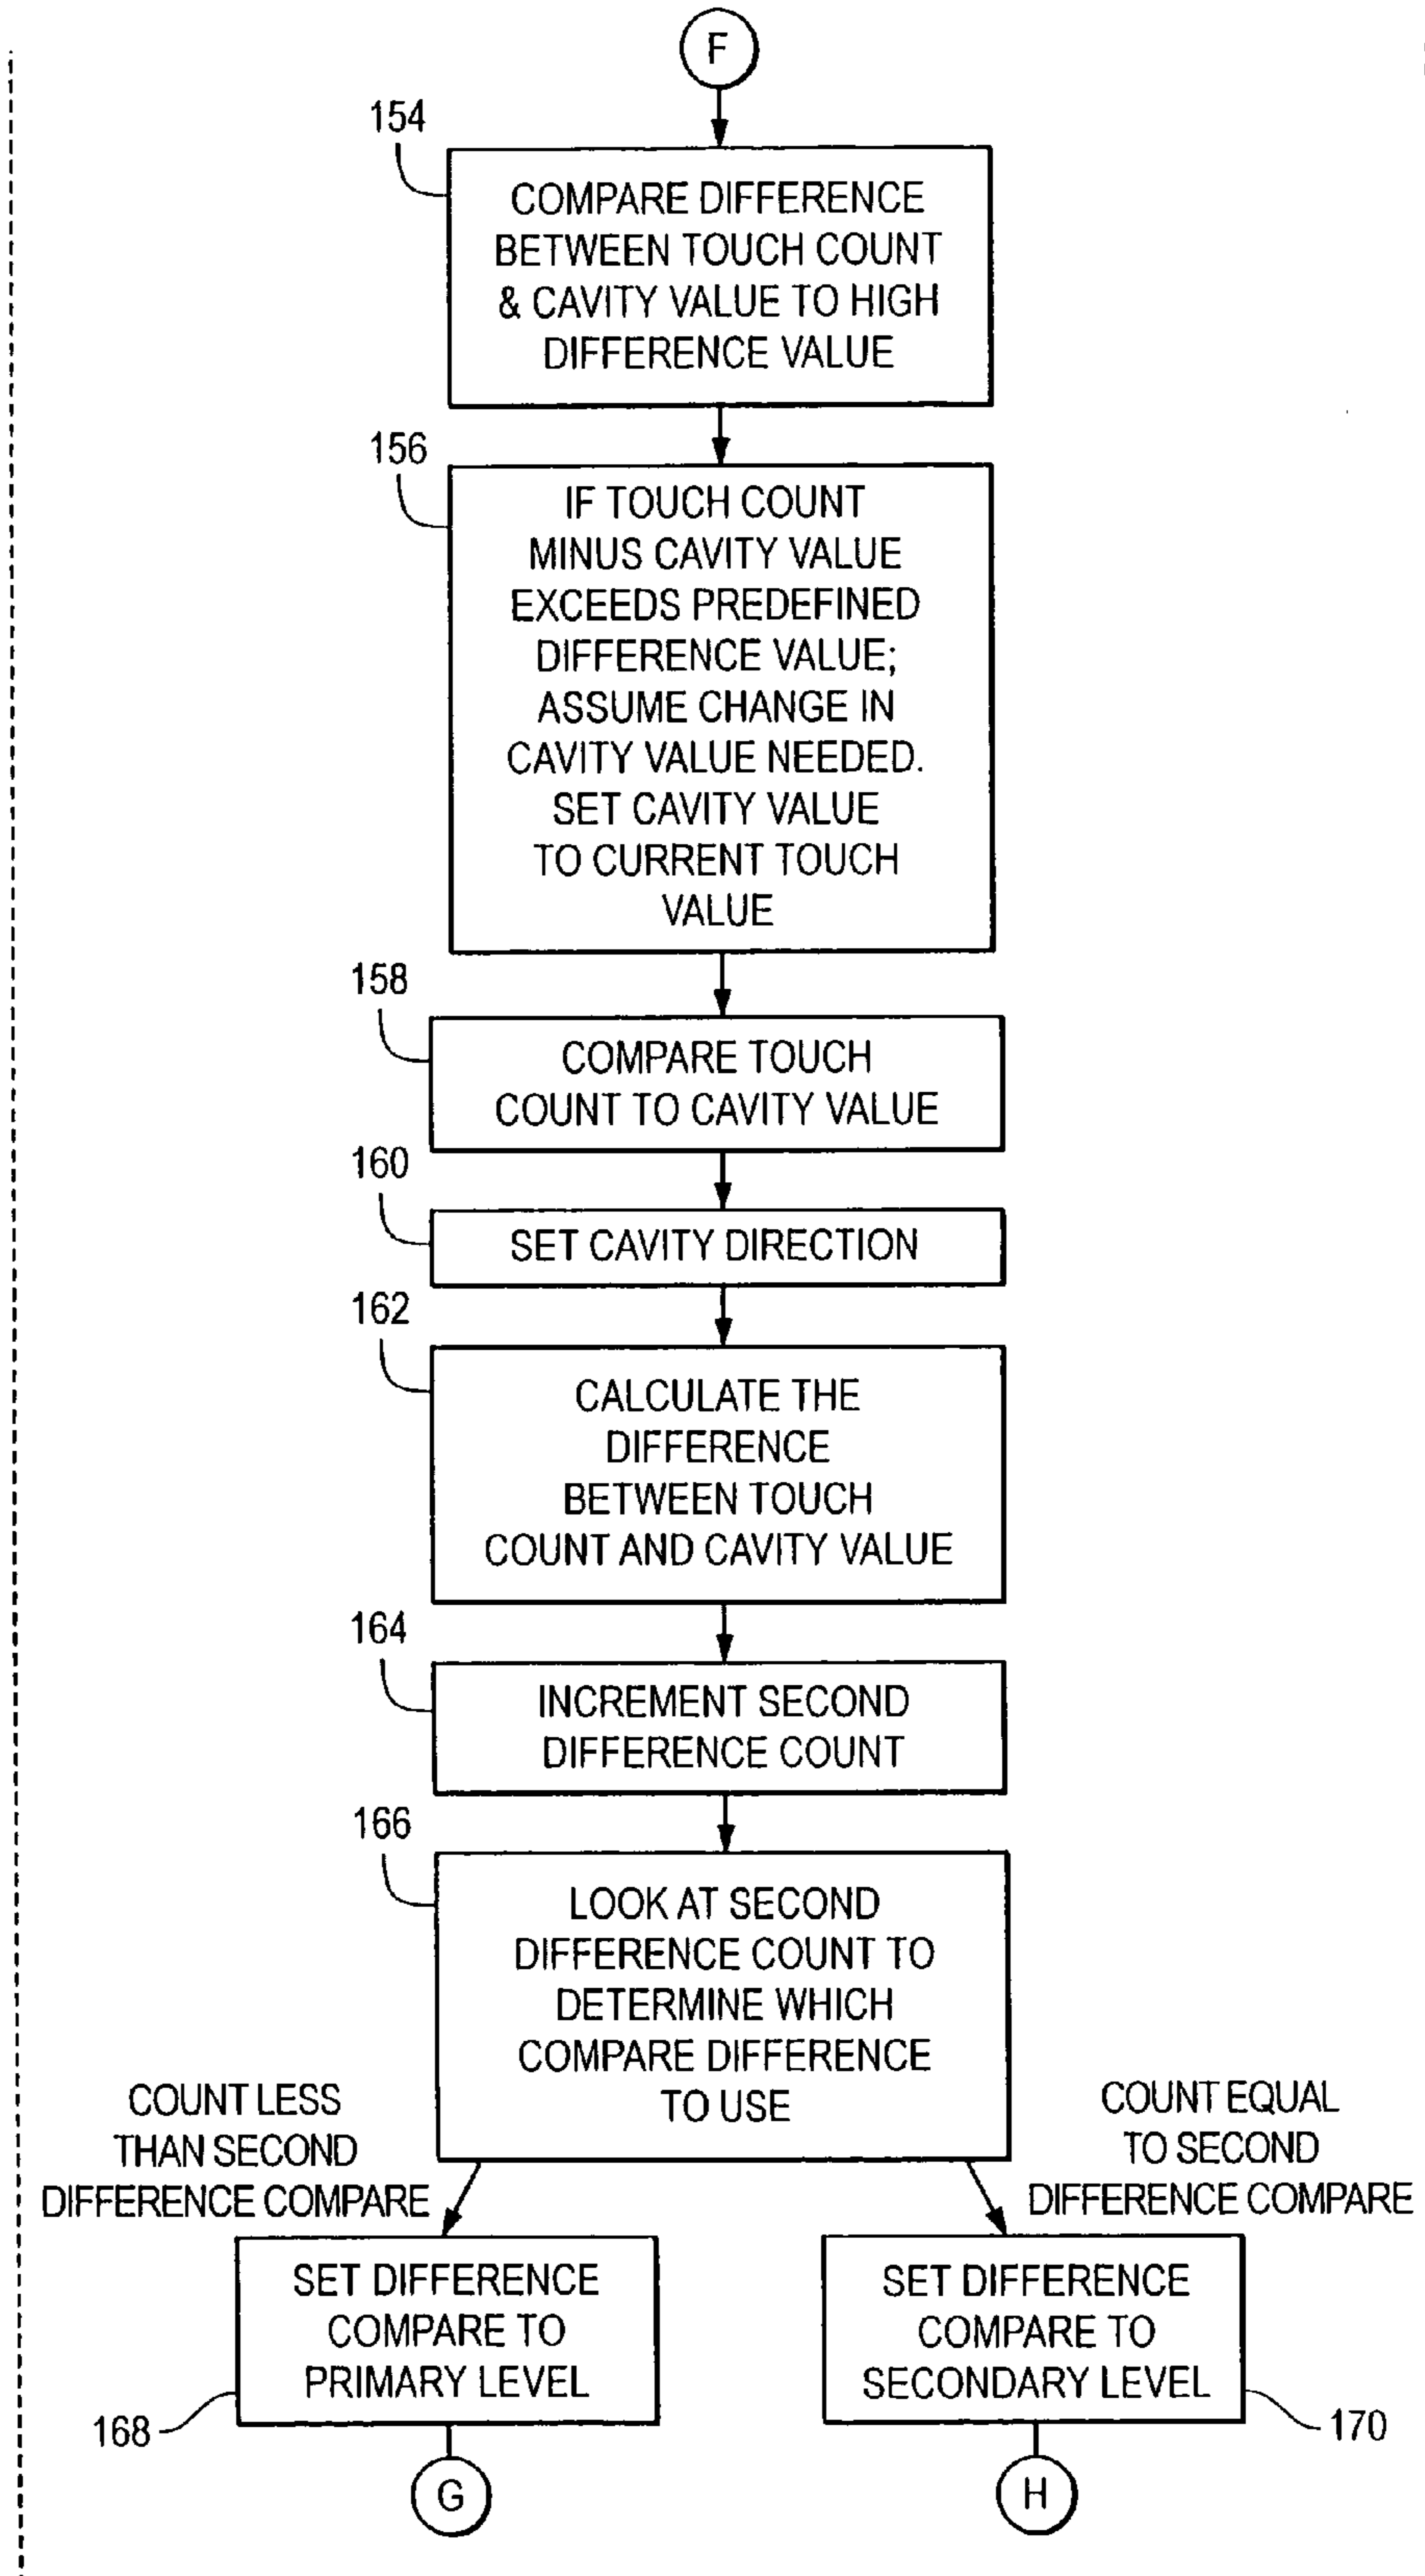 F
154
COMPARE DIFFERENCE
BETWEEN TOUCH COUNT
& CAVITY VALUE TO HIGH
DIFFERENCE VALUE
156
IF TOUCH COUNT
MINUS CAVITY VALUE
EXCEEDS PREDEFINED
DIFFERENCE VALUE;
ASSUME CHANGE IN
CAVITY VALUE NEEDED.
SET CAVITY VALUE
TO CURRENT TOUCH
VALUE
158
COMPARE TOUCH
COUNT TO CAVITY VALUE
160
SET CAVITY DIRECTION
162
CALCULATE THE
DIFFERENCE
BETWEEN TOUCH
COUNT AND CAVITY VALUE
164
INCREMENT SECOND
DIFFERENCE COUNT
166
LOOK AT SECOND
DIFFERENCE COUNT TO
DETERMINE WHICH
COMPARE DIFFERENCE
TO USE
COUNT LESS
THAN SECOND
DIFFERENCE COMPARE
COUNT EQUAL
TO SECOND
DIFFERENCE COMPARE
SET DIFFERENCE
COMPARE TO
PRIMARY LEVEL
168
SET DIFFERENCE
COMPARE TO
SECONDARY LEVEL
170
G
H